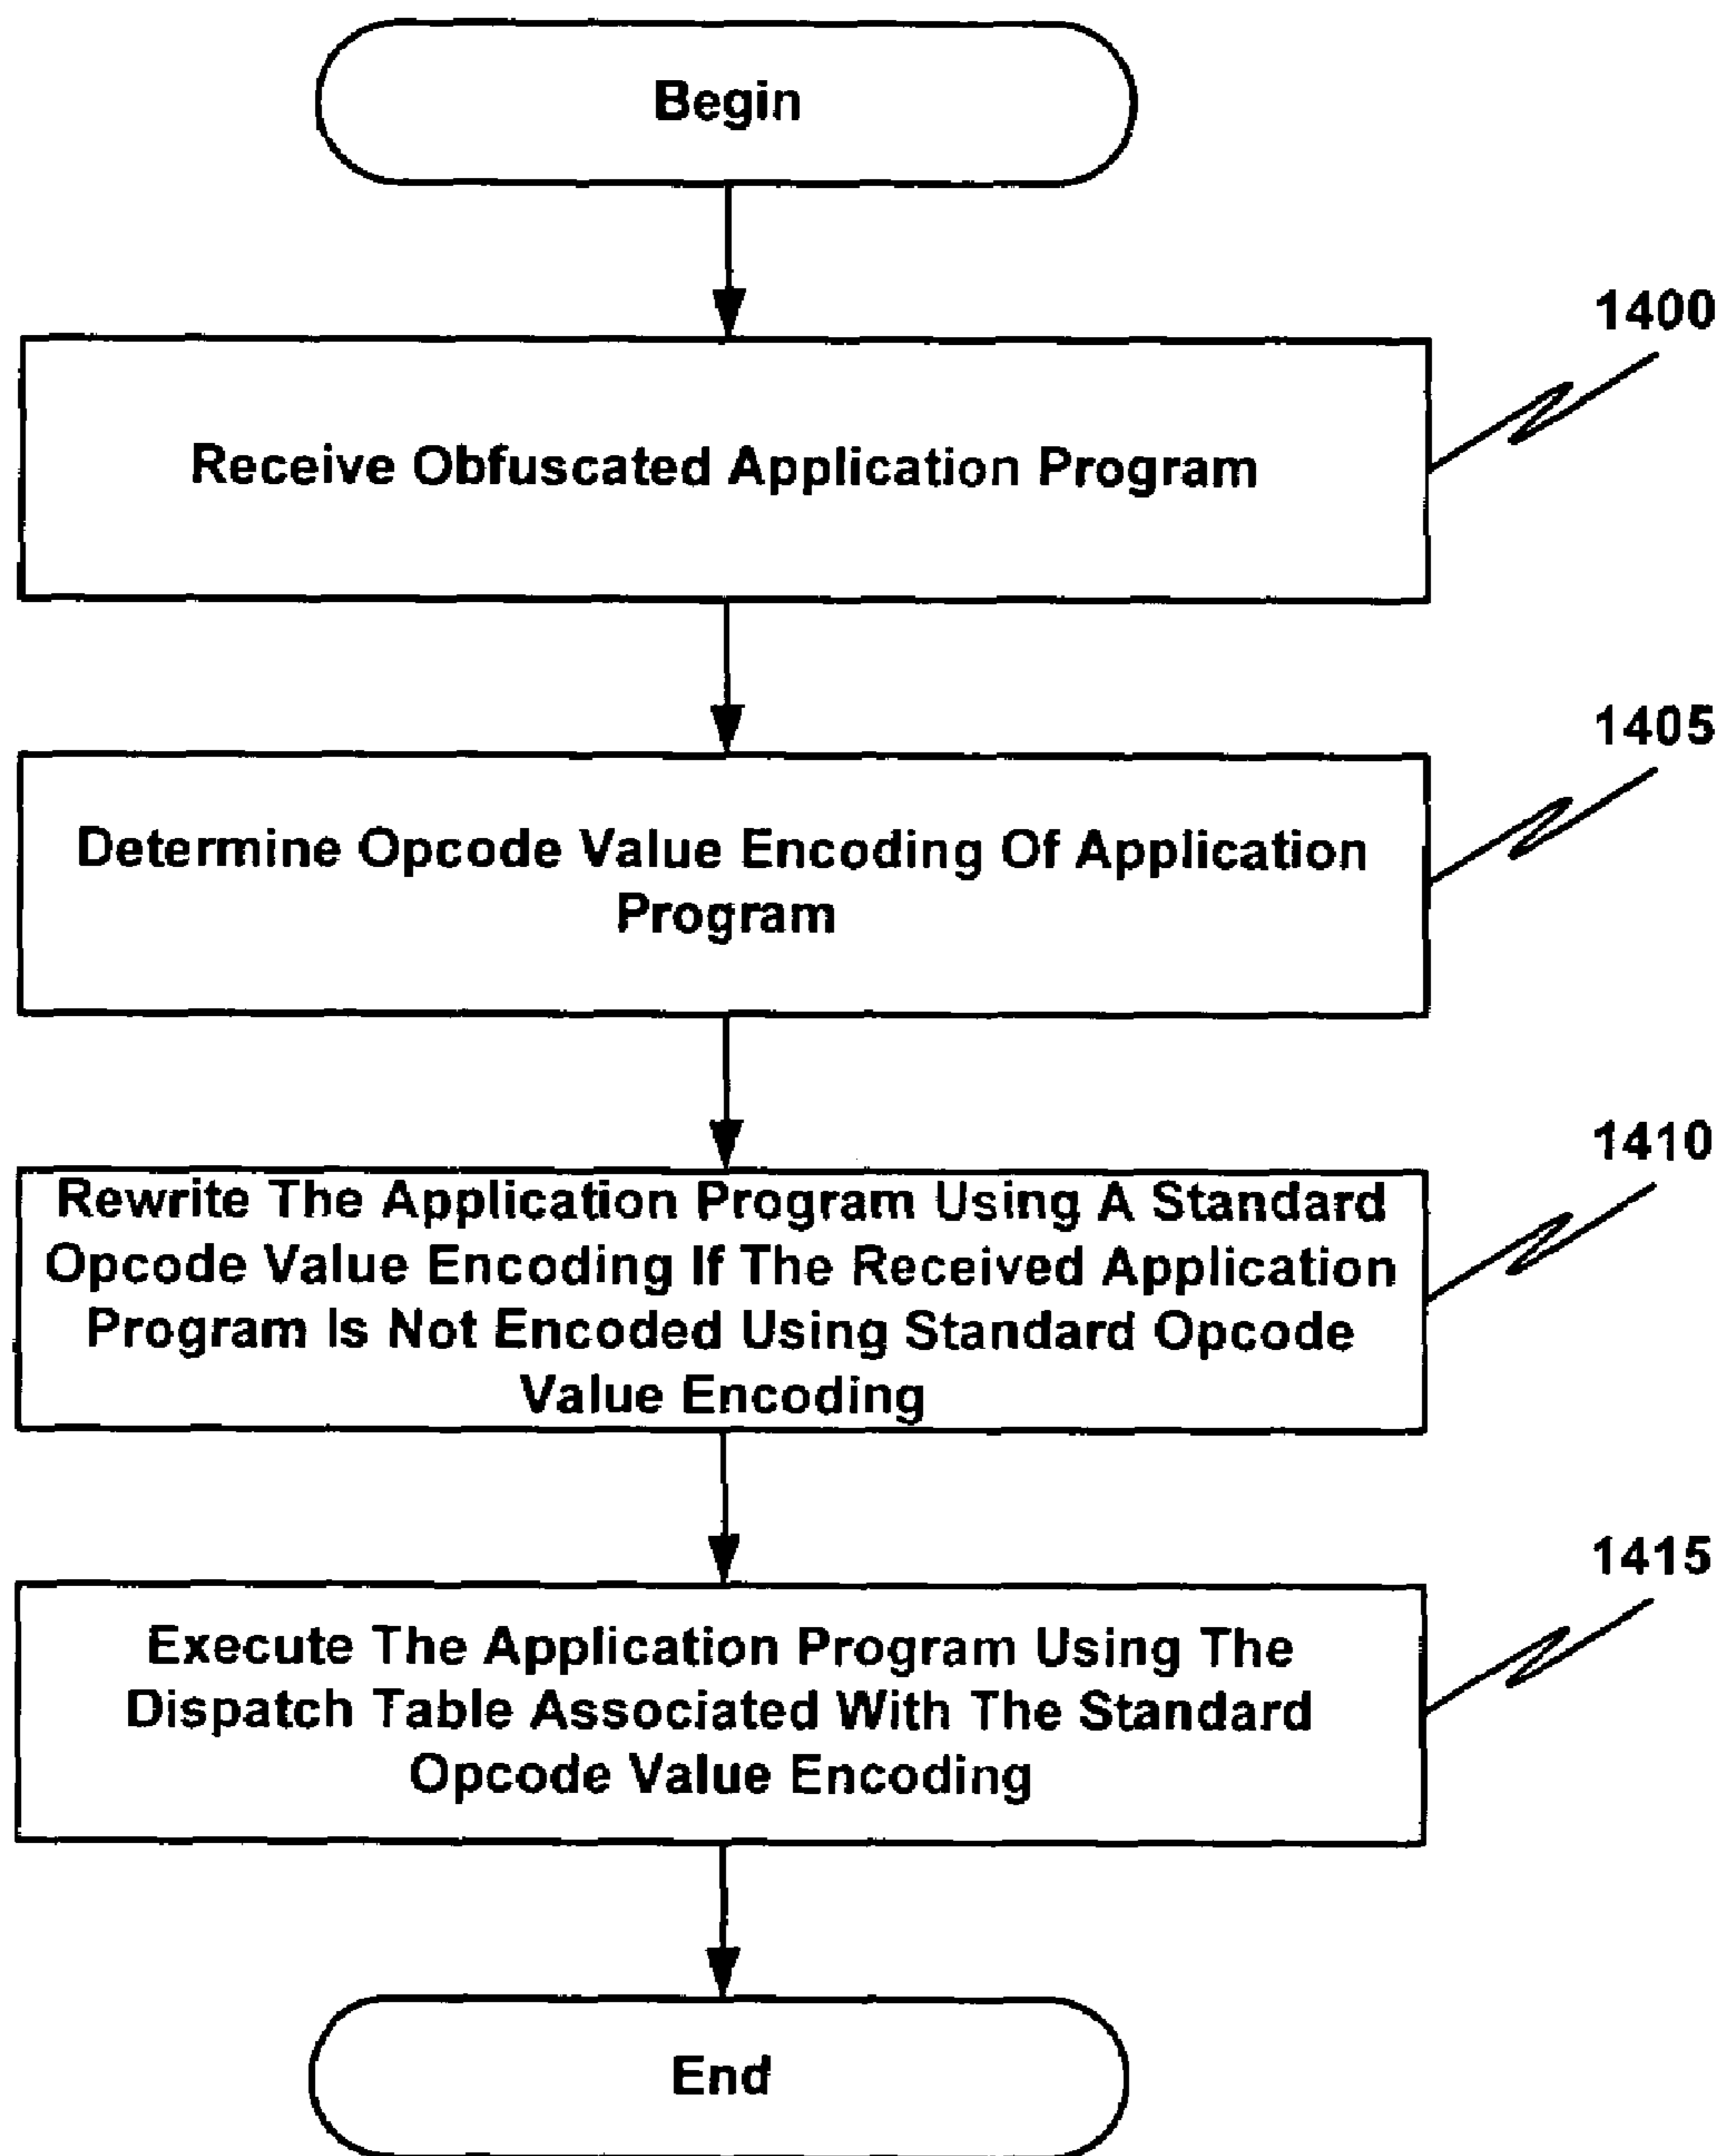 Begin
1400
Receive Obfuscated Application Program
1405
Determine Opcode Value Encoding Of Application
Program
1410
Rewrite The Application Program Using A Standard
Opcode Value Encoding If The Received Application
Program Is Not Encoded Using Standard Opcode
Value Encoding
1415
Execute The Application Program Using The
Dispatch Table Associated With The Standard
Opcode Value Encoding
End